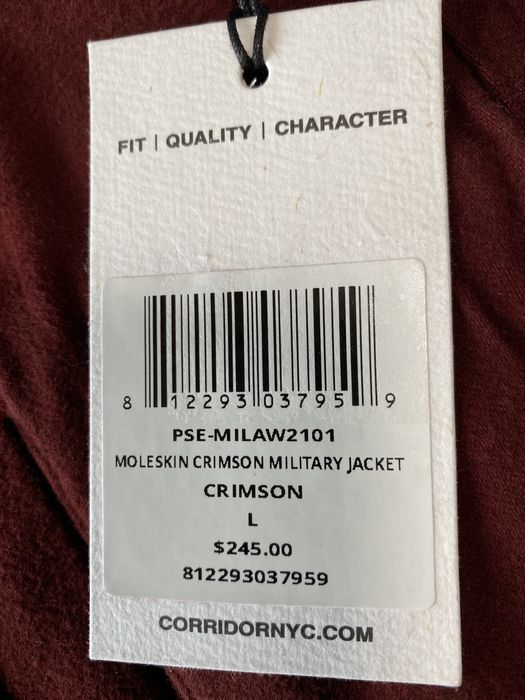 FIT | QUALITY | CHARACTER
8 12293 03795 9
PSE-MILAW2101
MOLESKIN CRIMSON MILITARY JACKET
CRIMSON
L
$245.00
812293037959
CORRIDORNYC.COM